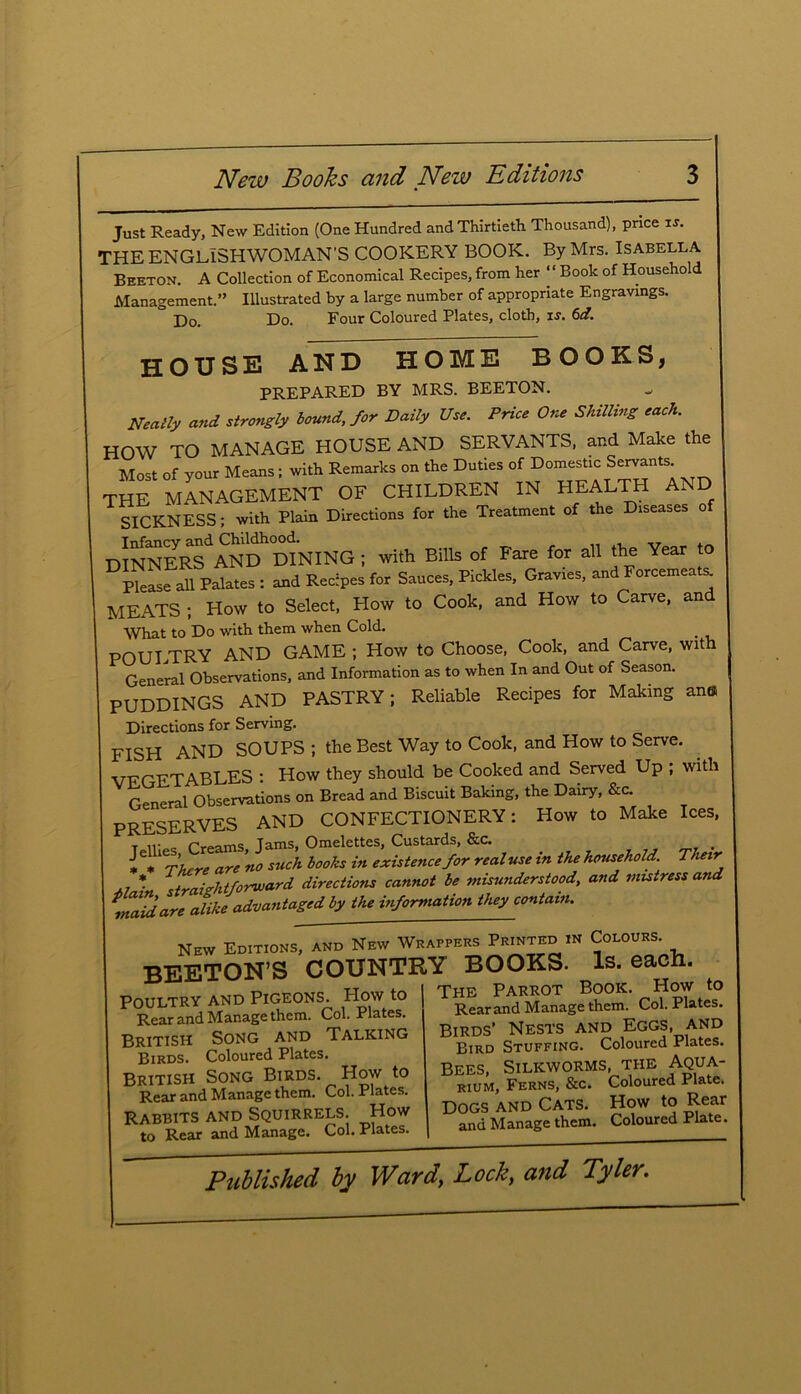 New Books and New Editions 3
Just Ready, New Edition (One Hundred and Thirtieth Thousand), price 1s.
THE ENGLISHWOMAN'S COOKERY BOOK. By Mrs. ISABELLA
BEETON. A Collection of Economical Recipes, from her "Book of Household
Management." Illustrated by a large number of appropriate Engravings.
Do. Do. Four Coloured Plates, cloth, 1s. 6d.
HOUSE AND HOME BOOKS,
PREPARED BY MRS. BEETON.
Neatly and strongly bound, for Daily Use. Price One Shilling each.
HOW TO MANAGE HOUSE AND SERVANTS, and Make the
Most of your Means; with Remarks on the Duties of Domestic Servants.
THE MANAGEMENT OF CHILDREN IN HEALTH AND
SICKNESS; with Plain Directions for the Treatment of the Diseases of
Infancy and Childhood.
DINNERS AND DINING; with Bills of Fare for all the Year to
Please all Palates: and Recipes for Sauces, Pickles, Gravies, and Forcemeats.
MEATS; How to Select, How to Cook, and How to Carve, and
What to Do with them when Cold.
POULTRY AND GAME; How to Choose, Cook, and Carve, with
General Observations, and Information as to when In and Out of Season.
PUDDINGS AND PASTRY; Reliable Recipes for Making and
Directions for Serving.
FISH AND SOUPS; the Best Way to Cook, and How to Serve.
VEGETABLES: How they should be Cooked and Served Up; with
General Observations on Bread and Biscuit Baking, the Dairy, &c.
PRESERVES AND CONFECTIONERY: How to Make Ices,
Jellies, Creams, Jams, Omelettes, Custards, &c.
*** There are no such books in existence for real use in the household. Their
plain, straightforward directions cannot be misunderstood, and mistress and
maid are alike advantaged by the information they contain.
NEW EDITIONS, AND NEW WRAPPERS PRINTED IN COLOURS.
BEETON'S COUNTRY BOOKS. 1s. each.
POULTRY AND PIGEONS. How to
Rear and Manage them. Col. Plates.
BRITISH SONG AND TALKING
BIRDS. Coloured Plates.
BRITISH SONG BIRDS. How to
Rear and Manage them. Col. Plates.
RABBITS AND SQUIRRELS. How
to Rear and Manage. Col. Plates.
THE PARROT BOOK. How to
Rear and Manage them. Col. Plates.
BIRDS' NESTS AND EGGS, AND
BIRD STUFFING. Coloured Plates.
BEES, SILKWORMS, THE AQUA-
RIUM, FERNS, &c. Coloured Plate.
DOGS AND CATS. How to Rear
and Manage them. Coloured Plate.
Published by Ward, Lock, and Tyler.